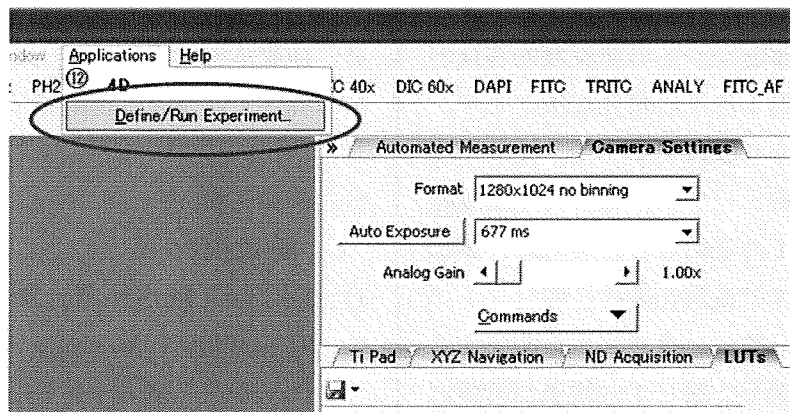 Applications Help
PH2 ⑫ 4D C 40x DIC 60x DAPI FITC TRITC ANALY FITC_AF
Define/Run Experiment...
» Automated Measurement Camera Settings
Format 1280x1024 no binning
Auto Exposure 677 ms
Analog Gain 1.00x
Commands
Ti Pad XYZ Navigation ND Acquisition LUTs